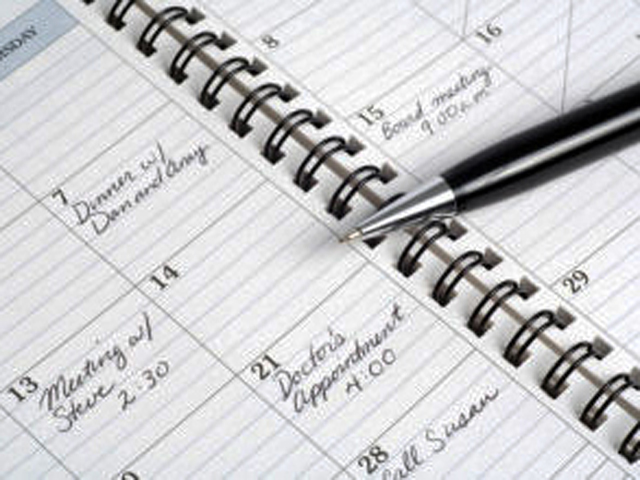 RSDAY
8
16
15
Board meeting
9:00 a.m.
7
Dinner w/
Dan and Amy
14
29
13
Meeting w/
Steve
2:30
21
Doctor's
Appointment
4:00
28
Call Susan